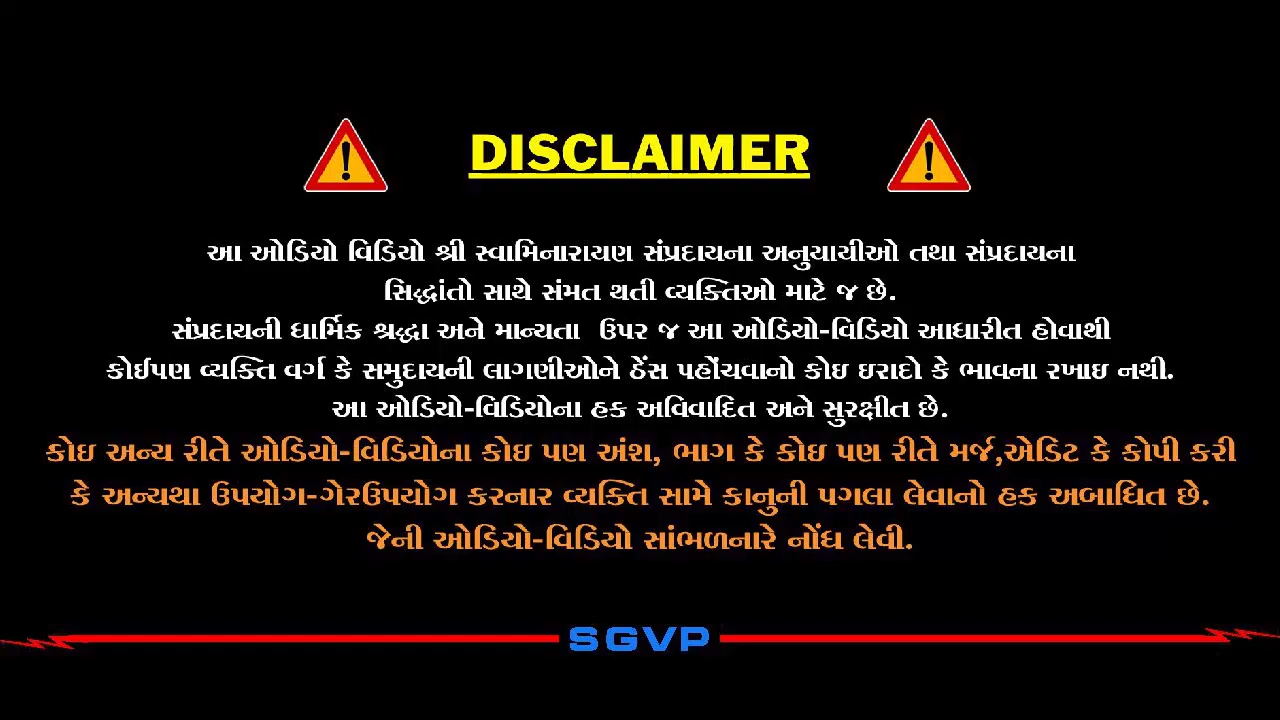 DISCLAIMER
આ ઓડિયો વિડિયો શ્રી સ્વામિનારાયણ સંપ્રદાયના અનુયાયીઓ તથા સંપ્રદાયના
સિદ્ધાંતો સાથે સંમત થતી વ્યક્તિઓ માટે જ છે.
સંપ્રદાયની ધાર્મિક શ્રદ્ધા અને માન્યતા ઉપર જ આ ઓડિયો-વિડિયો આધારીત હોવાથી
કોઈપણ વ્યક્તિ વર્ગ કે સમુદાયની લાગણીઓને ઠેંસ પહોંચવાનો કોઇ ઇરાદો કે ભાવના રખાઇ નથી.
આ ઓડિયો-વિડિયોના હક અવિવાદિત અને સુરક્ષીત છે.
કોઇ અન્ય રીતે ઓડિયો-વિડિયોના કોઇ પણ અંશ, ભાગ કે કોઇ પણ રીતે મર્જ,એડિટ કે કોપી કરી
કે અન્યથા ઉપયોગ-ગેરઉપયોગ કરનાર વ્યક્તિ સામે કાનુની પગલા લેવાનો હક અબાધિત છે.
જેની ઓડિયો-વિડિયો સાંભળનારે નોંધ લેવી.
SGVP